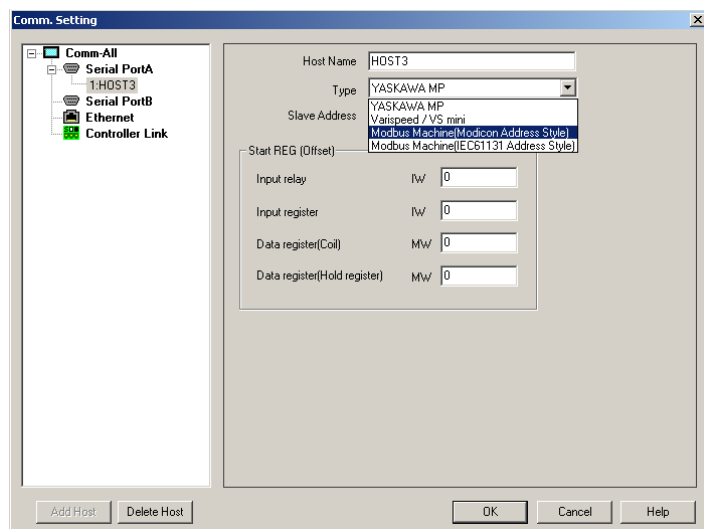 Comm. Setting
Comm-All
Serial PortA
1:HOST3
Serial PortB
Ethernet
Controller Link
Host Name HOST3
Type YASKAWA MP
YASKAWA MP
Varispeed / VS mini
Modbus Machine(Modicon Address Style)
Modbus Machine(IEC61131 Address Style)
Slave Address
Start REG (Offset)
Input relay IW 0
Input register IW 0
Data register(Coil) MW 0
Data register(Hold register) MW 0
Add Host Delete Host OK Cancel Help